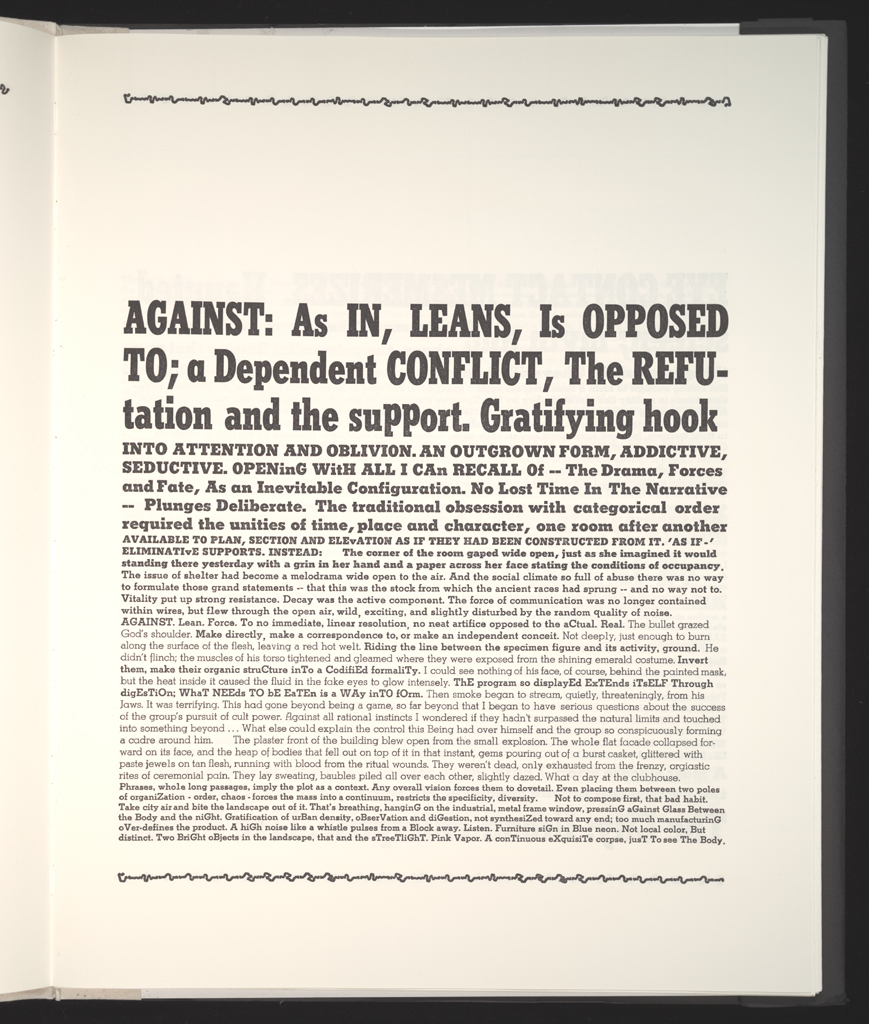 AGAINST: As IN, LEANS, Is OPPOSED
TO; a Dependent CONFLICT, The REFU-
tation and the support. Gratifying hook
INTO ATTENTION AND OBLIVION. AN OUTGROWN FORM, ADDICTIVE,
SEDUCTIVE. OPENinG WitH ALL I CAn RECALL Of -- The Drama, Forces
and Fate, As an Inevitable Configuration. No Lost Time In The Narrative
-- Plunges Deliberate. The traditional obsession with categorical order
required the unities of time, place and character, one room after another
AVAILABLE TO PLAN, SECTION AND ELEvATION AS IF THEY HAD BEEN CONSTRUCTED FROM IT. 'AS IF-'
ELIMINATIvE SUPPORTS. INSTEAD: The corner of the room gaped wide open, just as she imagined it would
standing there yesterday with a grin in her hand and a paper across her face stating the conditions of occupancy.
The issue of shelter had become a melodrama wide open to the air. And the social climate so full of abuse there was no way
to formulate those grand statements -- that this was the stock from which the ancient races had sprung -- and no way not to.
Vitality put up strong resistance. Decay was the active component. The force of communication was no longer contained
within wires, but flew through the open air, wild, exciting, and slightly disturbed by the random quality of noise.
AGAINST. Lean. Force. To no immediate, linear resolution, no neat artifice opposed to the aCtual. Real. The bullet grazed
God's shoulder. Make directly, make a correspondence to, or make an independent conceit. Not deeply, just enough to burn
along the surface of the flesh, leaving a red hot welt. Riding the line between the specimen figure and its activity, ground. He
didn't flinch; the muscles of his torso tightened and gleamed where they were exposed from the shining emerald costume. Invert
them, make their organic struCture inTo a CodifiEd formaliTy. I could see nothing of his face, of course, behind the painted mask,
but the heat inside it caused the fluid in the fake eyes to glow intensely. ThE program so displayEd ExTEnds iTsELF Through
digEsTiOn; WhaT NEEDs TO bE EaTEn is a WAy inTO fOrm. Then smoke began to stream, quietly, threateningly, from his
jaws. It was terrifying. This had gone beyond being a game, so far beyond that I began to have serious questions about the success
of the group's pursuit of cult power. Against all rational instincts I wondered if they hadn't surpassed the natural limits and touched
into something beyond ... What else could explain the control this Being had over himself and the group so conspicuously forming
a cadre around him. The plaster front of the building blew open from the small explosion. The whole flat facade collapsed for-
ward on its face, and the heap of bodies that fell out on top of it in that instant, gems pouring out of a burst casket, glittered with
paste jewels on tan flesh, running with blood from the ritual wounds. They weren't dead, only exhausted from the frenzy, orgiastic
rites of ceremonial pain. They lay sweating, baubles piled all over each other, slightly dazed. What a day at the clubhouse.
Phrases, whole long passages, imply the plot as a context. Any overall vision forces them to dovetail. Even placing them between two poles
of organiZation - order, chaos - forces the mass into a continuum, restricts the specificity, diversity. Not to compose first, that bad habit.
Take city air and bite the landscape out of it. That's breathing, hanginG on the industrial, metal frame window, pressinG aGainst Glass Between
the Body and the niGht. Gratification of urBan density, oBserVation and diGestion, not synthesiZed toward any end; too much manufacturinG
oVer-defines the product. A hiGh noise like a whistle pulses from a Block away. Listen. Furniture siGn in Blue neon. Not local color, But
distinct. Two BriGht oBjects in the landscape, that and the sTreeTliGhT. Pink Vapor. A conTinuous eXquisiTe corpse, jusT To see The Body.